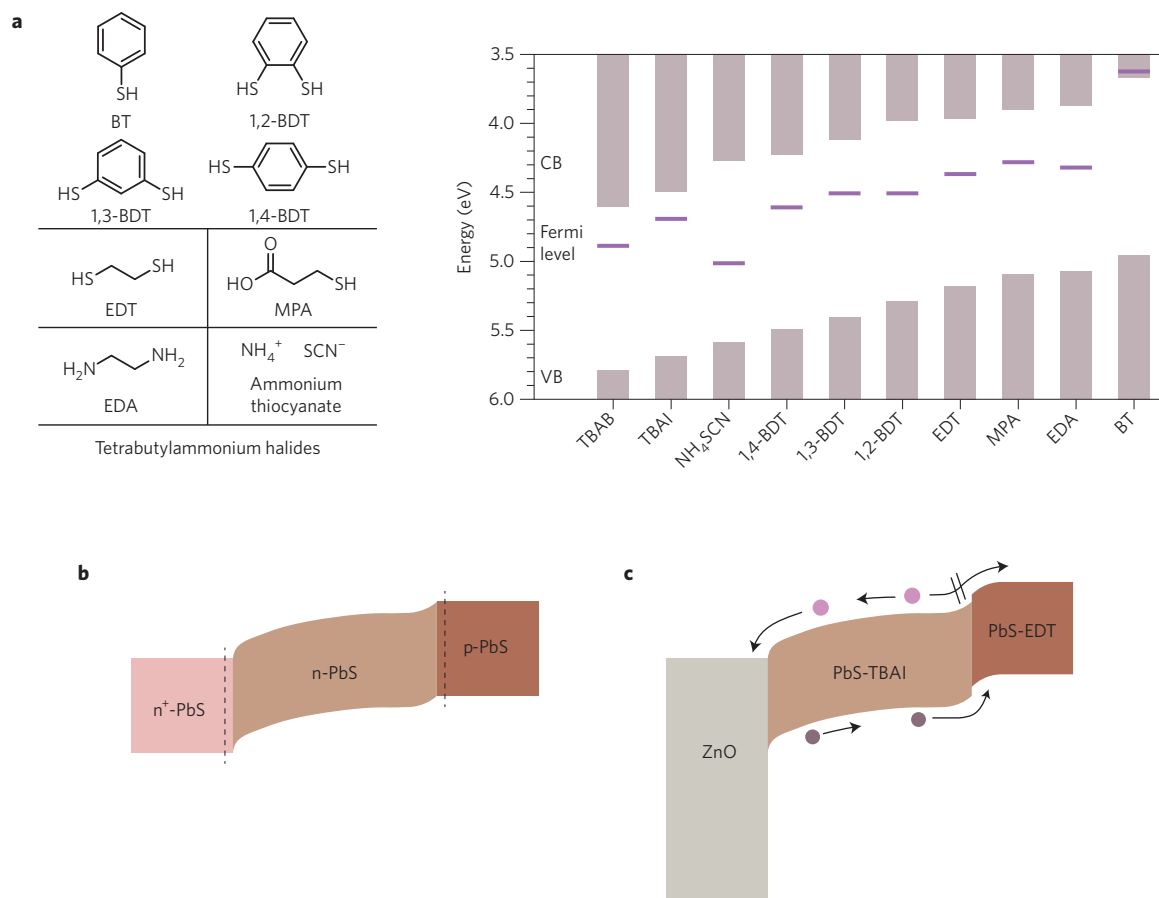 a
SH
BT
HS SH
1,2-BDT
HS SH
1,3-BDT
HS SH
1,4-BDT
HS SH
EDT
O
HO SH
MPA
H₂N NH₂
EDA
NH₄⁺ SCN⁻
Ammonium
thiocyanate
Tetrabutylammonium halides
Energy (eV)
3.5
4.0
4.5
5.0
5.5
6.0
CB
Fermi
level
VB
TBAB
TBAI
NH₄SCN
1,4-BDT
1,3-BDT
1,2-BDT
EDT
MPA
EDA
BT
b
n⁺-PbS
n-PbS
p-PbS
c
ZnO
PbS-TBAI
PbS-EDT